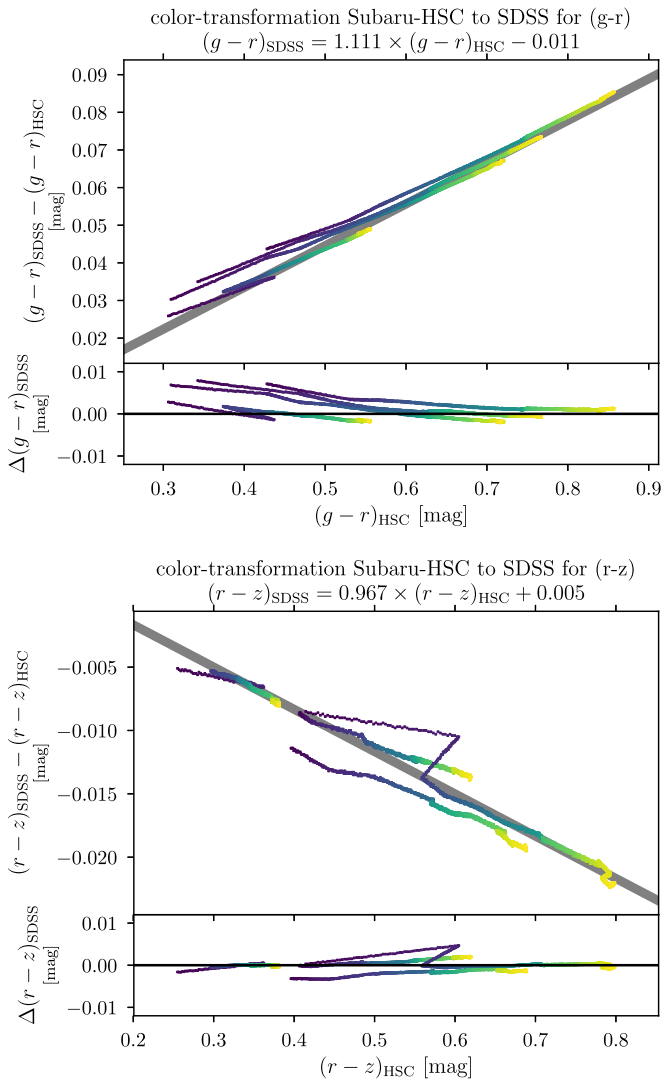 color-transformation Subaru-HSC to SDSS for (g-r)
(g − r)SDSS = 1.111 × (g − r)HSC − 0.011
0.09
0.08
0.07
0.06
0.05
0.04
0.03
0.02
(g − r)SDSS − (g − r)HSC
[mag]
0.01
0.00
−0.01
Δ(g − r)SDSS
[mag]
0.3 0.4 0.5 0.6 0.7 0.8 0.9
(g − r)HSC [mag]
color-transformation Subaru-HSC to SDSS for (r-z)
(r − z)SDSS = 0.967 × (r − z)HSC + 0.005
−0.005
−0.010
−0.015
−0.020
(r − z)SDSS − (r − z)HSC
[mag]
0.01
0.00
−0.01
Δ(r − z)SDSS
[mag]
0.2 0.3 0.4 0.5 0.6 0.7 0.8
(r − z)HSC [mag]